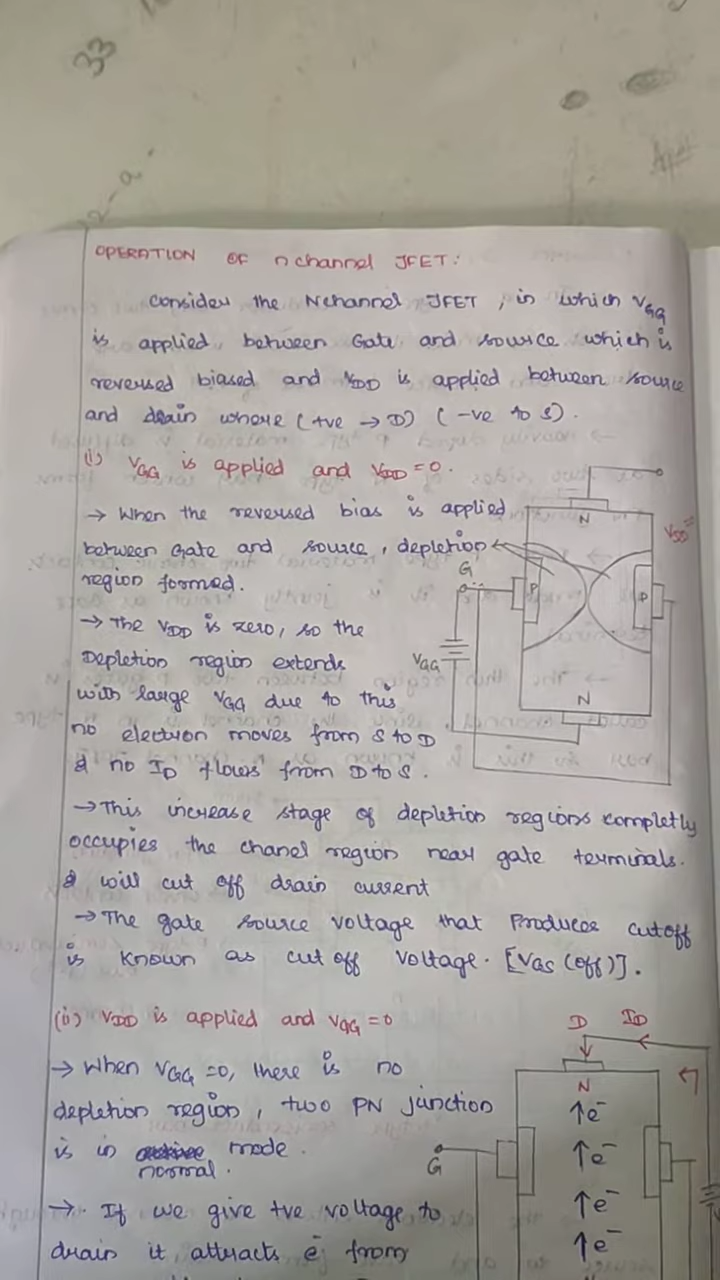 33
OPERATION OF n channel JFET:
Consider the N channel JFET, in which VGG
is applied between Gate and source which is
reversed biased and VDD is applied between source
and drain where (+ve → D) (-ve to S).
(i) VGG is applied and VDD = 0.
→ When the reversed bias is applied
between Gate and source, depletion
region formed.
→ The VDD is zero, so the
Depletion region extends
with large VGG due to this
no electron moves from S to D
& no ID flows from D to S.
N
G
P
P
VGG
N
→ This increase stage of depletion regions completly
occupies the chanel region near gate terminals.
& will cut off drain current
→ The gate source voltage that Produces cutoff
is known as cut off voltage. [VGS (off)].
(ii) VDD is applied and VGG = 0
→ When VGG = 0, there is no
depletion region, two PN junction
is in normal mode.
→ If we give +ve voltage to
drain it attracts e⁻ from
D ID
N
↑e⁻
↑e⁻
↑e⁻
↑e⁻
G